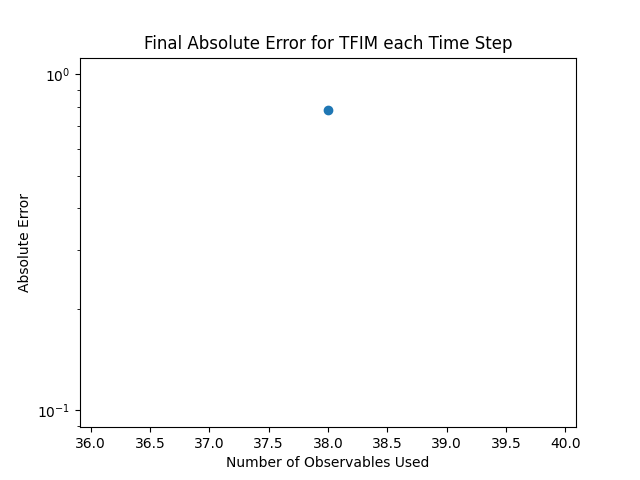 Final Absolute Error for TFIM each Time Step
10⁰
10⁻¹
Absolute Error
36.0 36.5 37.0 37.5 38.0 38.5 39.0 39.5 40.0
Number of Observables Used